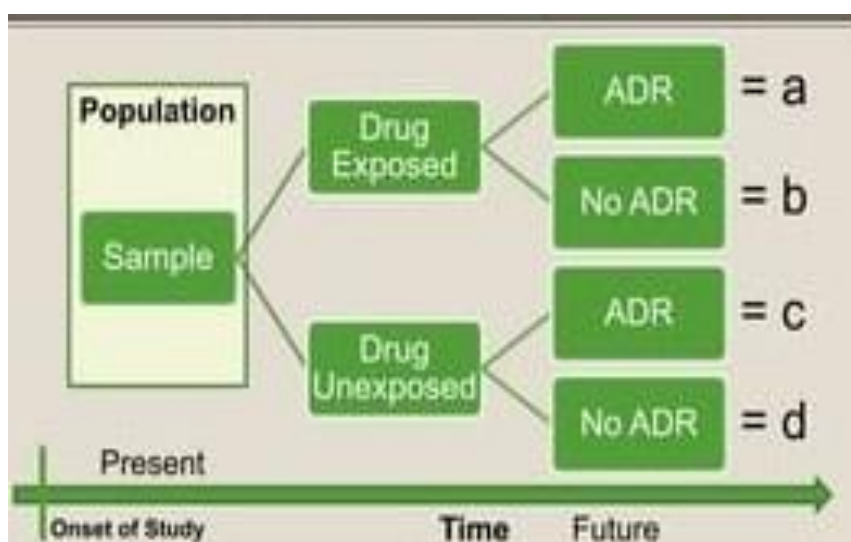 Population
Sample
Drug
Exposed
Drug
Unexposed
ADR
= a
No ADR
= b
ADR
= c
No ADR
= d
Present
Onset of Study
Time
Future